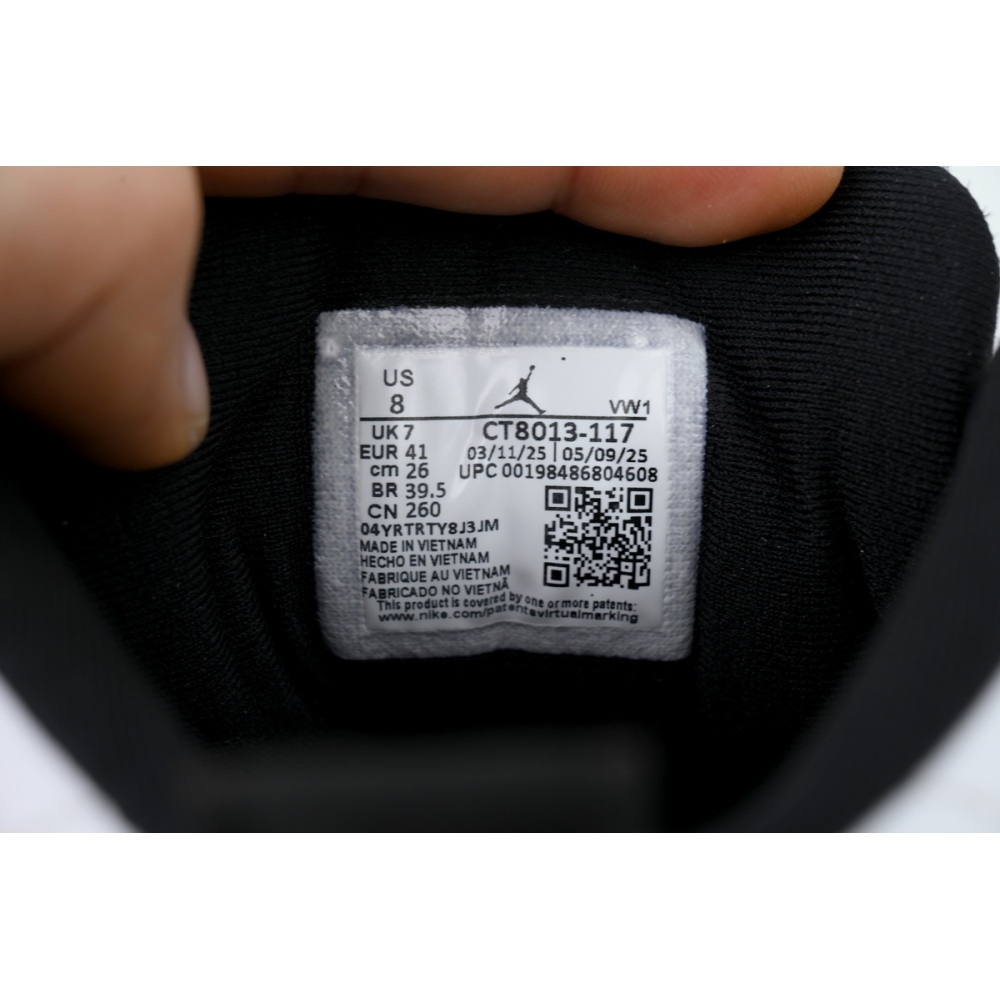 US
8
VW1
UK 7
CT8013-117
EUR 41
03/11/25 | 05/09/25
cm 26
UPC 00198486804608
BR 39.5
CN 260
04YRTRTY8J3JM
MADE IN VIETNAM
HECHO EN VIETNAM
FABRIQUE AU VIETNAM
FABRICADO NO VIETNÃ
This product is covered by one or more patents:
www.nike.com/patentsvirtualmarking